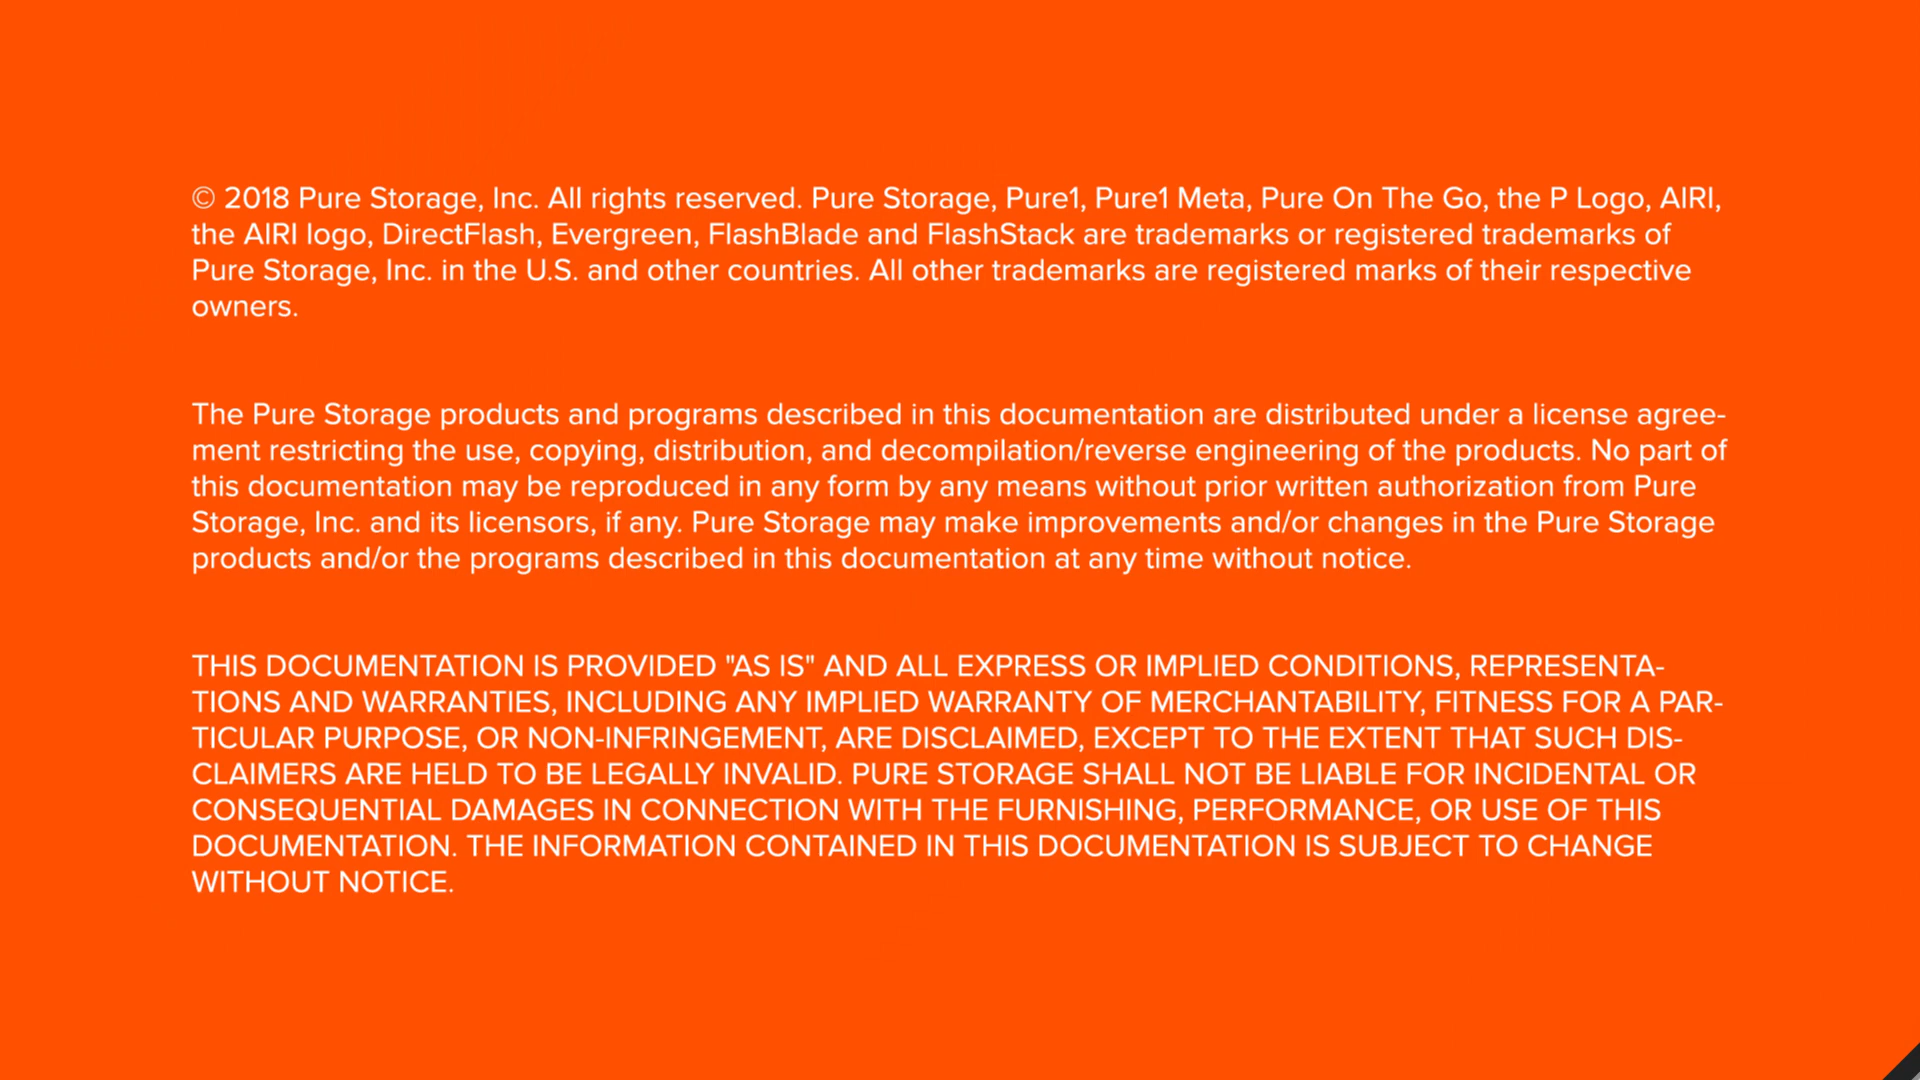 © 2018 Pure Storage, Inc. All rights reserved. Pure Storage, Pure1, Pure1 Meta, Pure On The Go, the P Logo, AIRI,
the AIRI logo, DirectFlash, Evergreen, FlashBlade and FlashStack are trademarks or registered trademarks of
Pure Storage, Inc. in the U.S. and other countries. All other trademarks are registered marks of their respective
owners.
The Pure Storage products and programs described in this documentation are distributed under a license agree-
ment restricting the use, copying, distribution, and decompilation/reverse engineering of the products. No part of
this documentation may be reproduced in any form by any means without prior written authorization from Pure
Storage, Inc. and its licensors, if any. Pure Storage may make improvements and/or changes in the Pure Storage
products and/or the programs described in this documentation at any time without notice.
THIS DOCUMENTATION IS PROVIDED "AS IS" AND ALL EXPRESS OR IMPLIED CONDITIONS, REPRESENTA-
TIONS AND WARRANTIES, INCLUDING ANY IMPLIED WARRANTY OF MERCHANTABILITY, FITNESS FOR A PAR-
TICULAR PURPOSE, OR NON-INFRINGEMENT, ARE DISCLAIMED, EXCEPT TO THE EXTENT THAT SUCH DIS-
CLAIMERS ARE HELD TO BE LEGALLY INVALID. PURE STORAGE SHALL NOT BE LIABLE FOR INCIDENTAL OR
CONSEQUENTIAL DAMAGES IN CONNECTION WITH THE FURNISHING, PERFORMANCE, OR USE OF THIS
DOCUMENTATION. THE INFORMATION CONTAINED IN THIS DOCUMENTATION IS SUBJECT TO CHANGE
WITHOUT NOTICE.